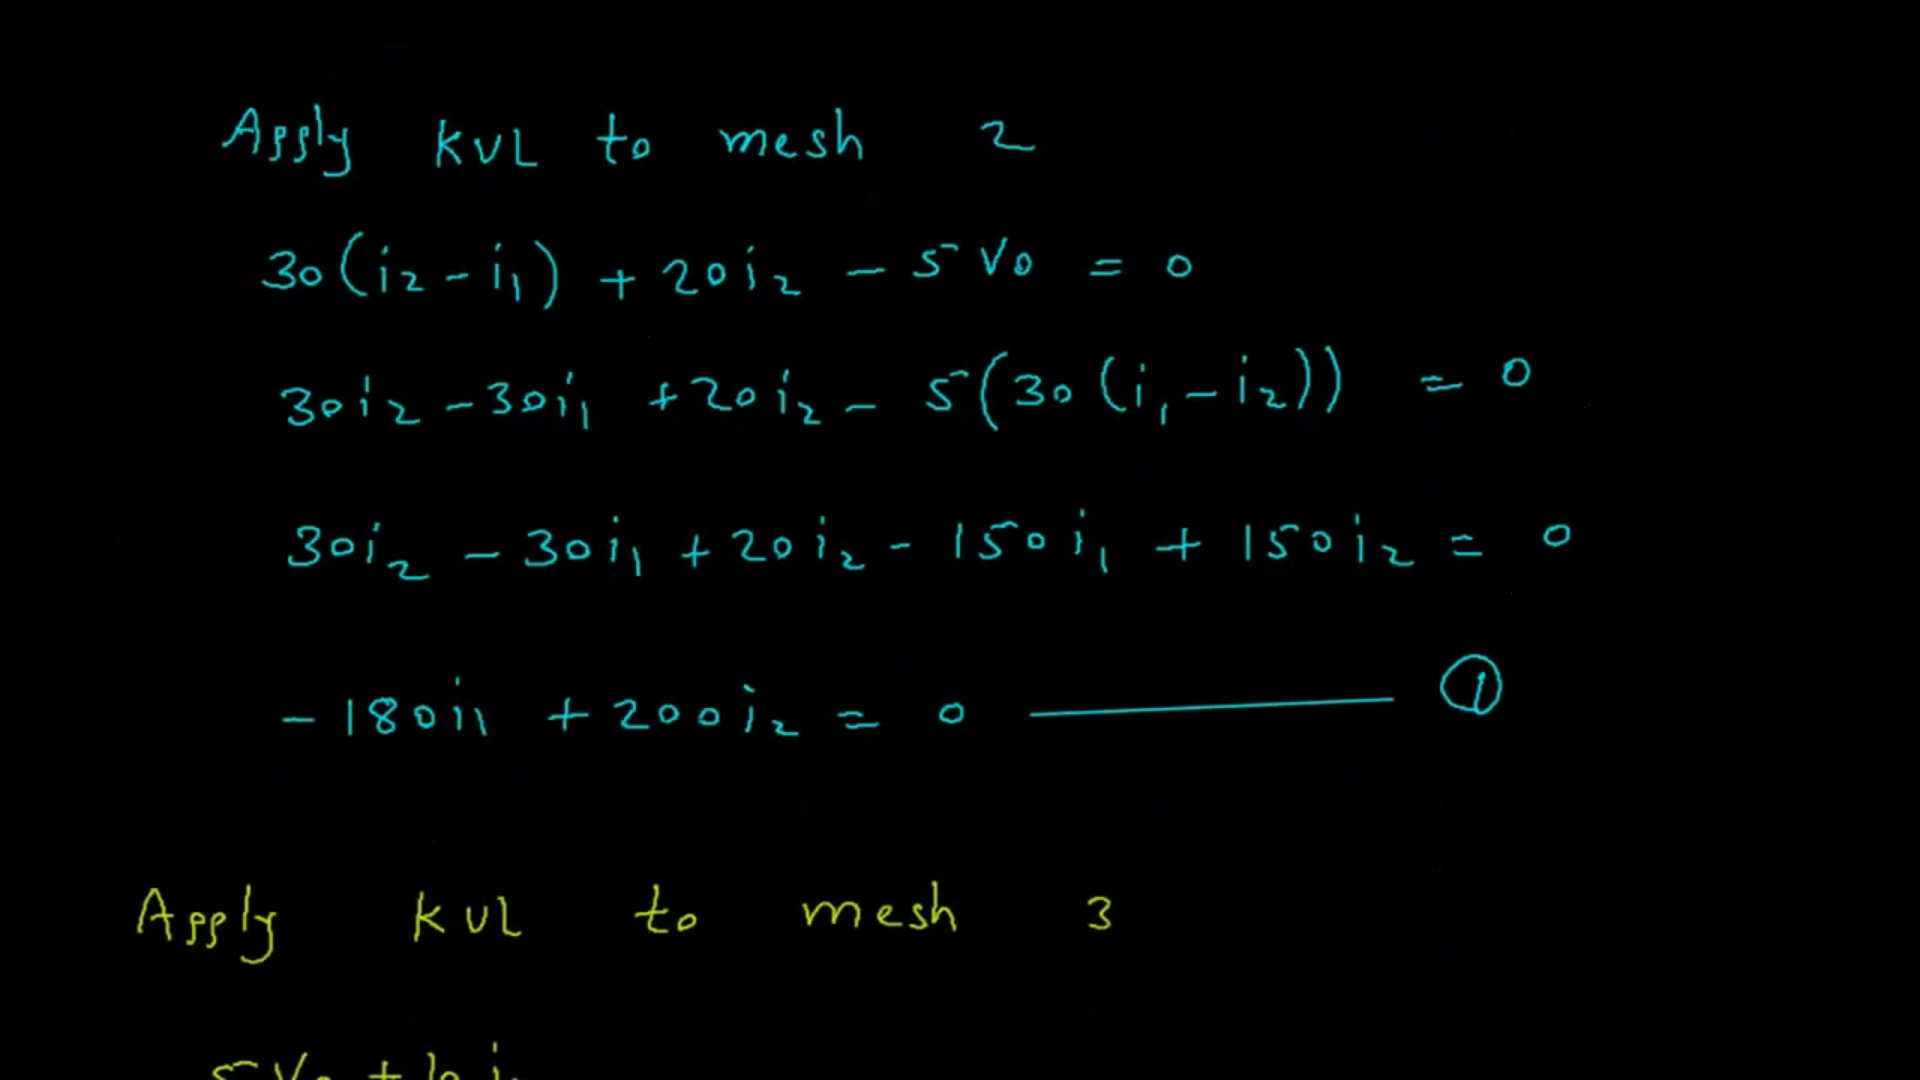 Apply KVL to mesh 2
30(i2 - i1) + 20i2 - 5V0 = 0
30i2 - 30i1 + 20i2 - 5(30(i1 - i2)) = 0
30i2 - 30i1 + 20i2 - 150i1 + 150i2 = 0
- 180i1 + 200i2 = 0 ——— ①
Apply KVL to mesh 3